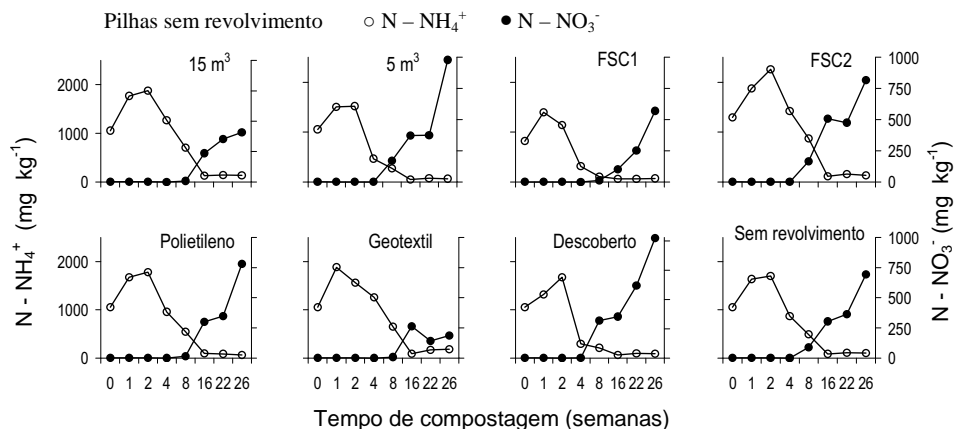 Pilhas sem revolvimento ○ N – NH₄⁺ ● N – NO₃⁻
15 m³ 5 m³ FSC1 FSC2
2000 1000
1000 750
500
250
0 0
Polietileno Geotextil Descoberto Sem revolvimento
2000 1000
1000 750
500
250
0 0
0 1 2 4 8 16 22 26 0 1 2 4 8 16 22 26 0 1 2 4 8 16 22 26 0 1 2 4 8 16 22 26
Tempo de compostagem (semanas)
N - NH₄⁺ (mg kg⁻¹)
N - NO₃⁻ (mg kg⁻¹)